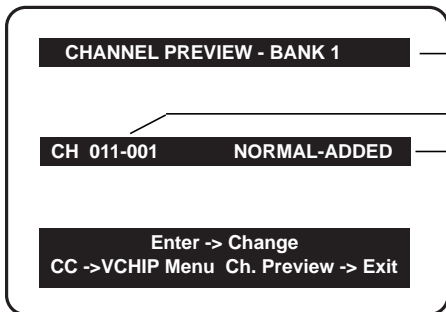 CHANNEL PREVIEW - BANK 1
CH 011-001 NORMAL-ADDED
Enter -> Change
CC ->VCHIP Menu Ch. Preview -> Exit